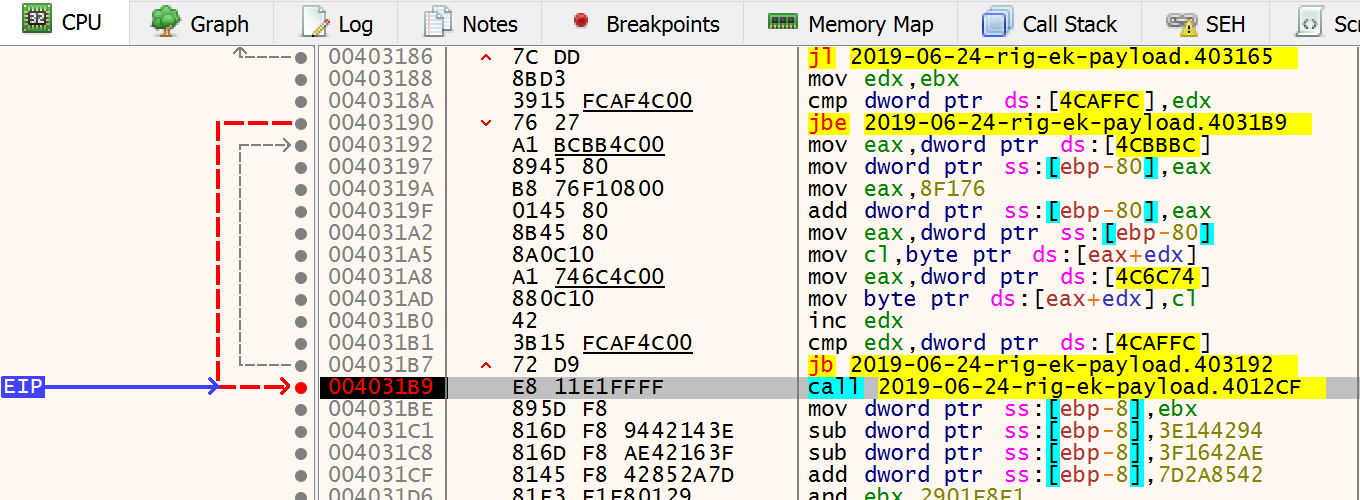 CPU Graph Log Notes Breakpoints Memory Map Call Stack SEH Scr
00403186 7C DD jl 2019-06-24-rig-ek-payload.403165
00403188 8BD3 mov edx,ebx
0040318A 3915 FCAF4C00 cmp dword ptr ds:[4CAFFC],edx
00403190 76 27 jbe 2019-06-24-rig-ek-payload.4031B9
00403192 A1 BCBB4C00 mov eax,dword ptr ds:[4CBBBC]
00403197 8945 80 mov dword ptr ss:[ebp-80],eax
0040319A B8 76F10800 mov eax,8F176
0040319F 0145 80 add dword ptr ss:[ebp-80],eax
004031A2 8B45 80 mov eax,dword ptr ss:[ebp-80]
004031A5 8A0C10 mov cl,byte ptr ds:[eax+edx]
004031A8 A1 746C4C00 mov eax,dword ptr ds:[4C6C74]
004031AD 880C10 mov byte ptr ds:[eax+edx],cl
004031B0 42 inc edx
004031B1 3B15 FCAF4C00 cmp edx,dword ptr ds:[4CAFFC]
004031B7 72 D9 jb 2019-06-24-rig-ek-payload.403192
EIP 004031B9 E8 11E1FFFF call 2019-06-24-rig-ek-payload.4012CF
004031BE 895D F8 mov dword ptr ss:[ebp-8],ebx
004031C1 816D F8 9442143E sub dword ptr ss:[ebp-8],3E144294
004031C8 816D F8 AE42163F sub dword ptr ss:[ebp-8],3F1642AE
004031CF 8145 F8 42852A7D add dword ptr ss:[ebp-8],7D2A8542
004031D6 81E3 F1F80129 and ebx,2901F8F1